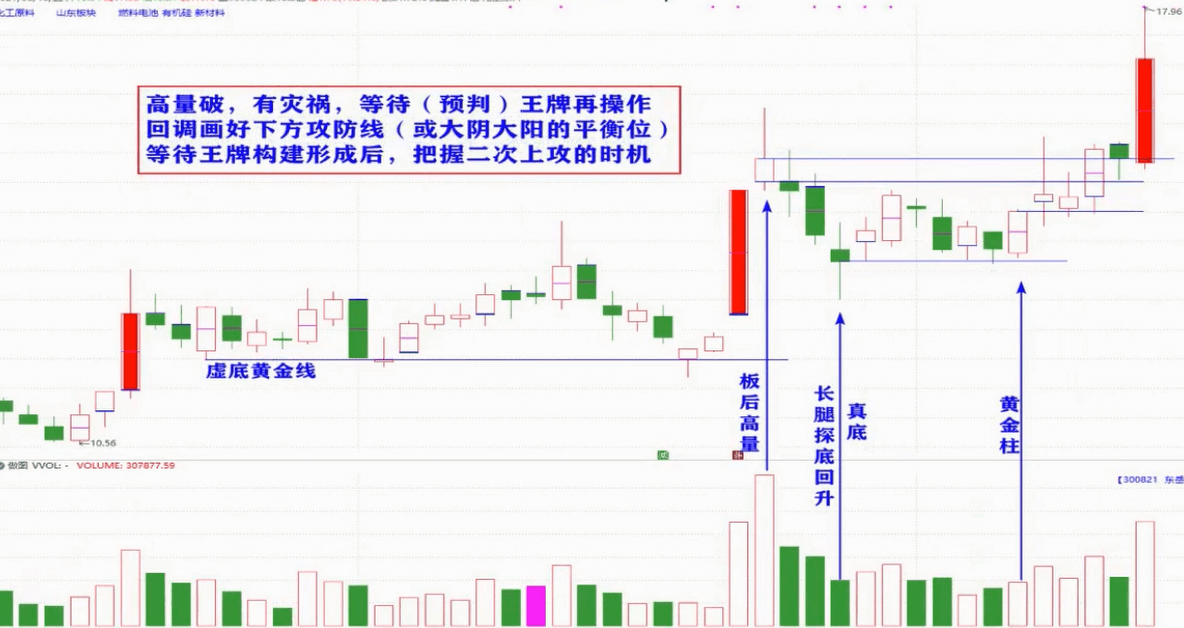 化工原料 山东板块 燃料电池 有机硅 新材料
17.96
高量破，有灾祸，等待（预判）王牌再操作
回调画好下方攻防线（或大阴大阳的平衡位）
等待王牌构建形成后，把握二次上攻的时机
虚底黄金线
←10.56
板后高量
长腿探底回升
真底
黄金柱
做图 VVOL: - VOLUME: 307877.59
【300821 东岳